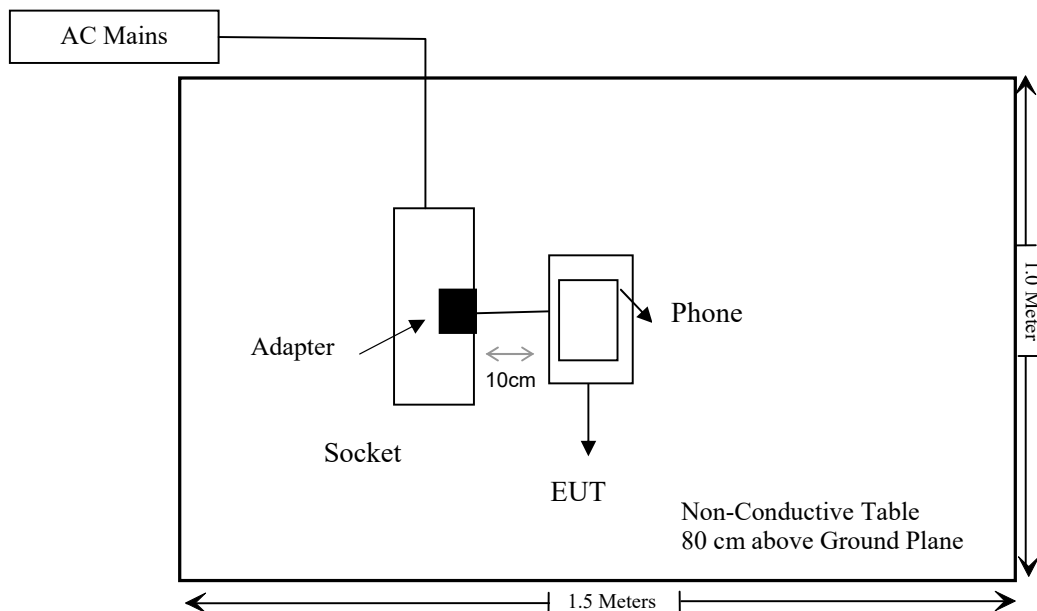 AC Mains
Phone
Adapter
10cm
Socket
EUT
Non-Conductive Table
80 cm above Ground Plane
1.0 Meter
1.5 Meters